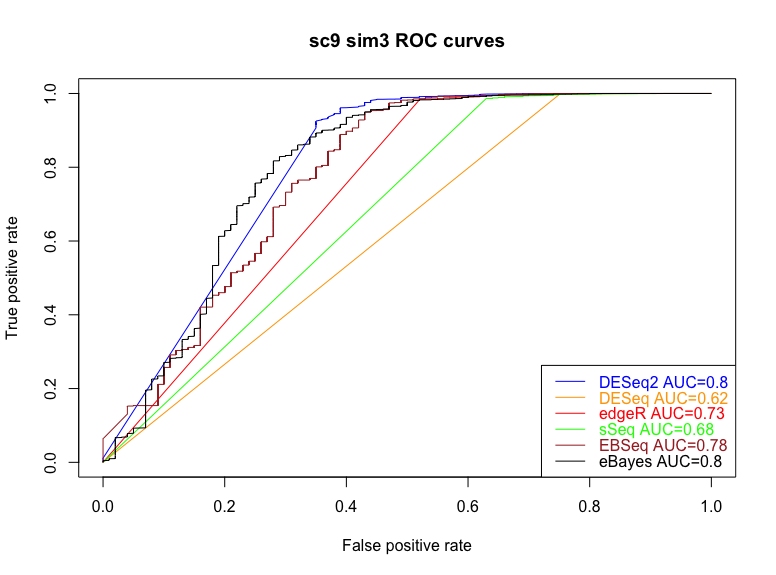 sc9 sim3 ROC curves
True positive rate
1.0
0.8
0.6
0.4
0.2
0.0
DESeq2 AUC=0.8
DESeq AUC=0.62
edgeR AUC=0.73
sSeq AUC=0.68
EBSeq AUC=0.78
eBayes AUC=0.8
0.0 0.2 0.4 0.6 0.8 1.0
False positive rate